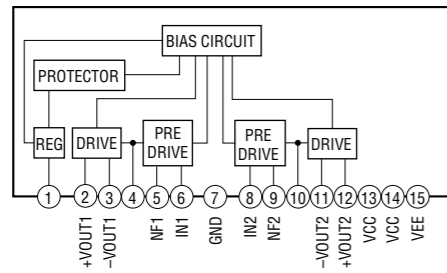 BIAS CIRCUIT
PROTECTOR
REG
DRIVE
PRE
DRIVE
PRE
DRIVE
DRIVE
1
2
3
4
5
6
7
8
9
10
11
12
13
14
15
+VOUT1
–VOUT1
NF1
IN1
GND
IN2
NF2
–VOUT2
+VOUT2
VCC
VCC
VEE